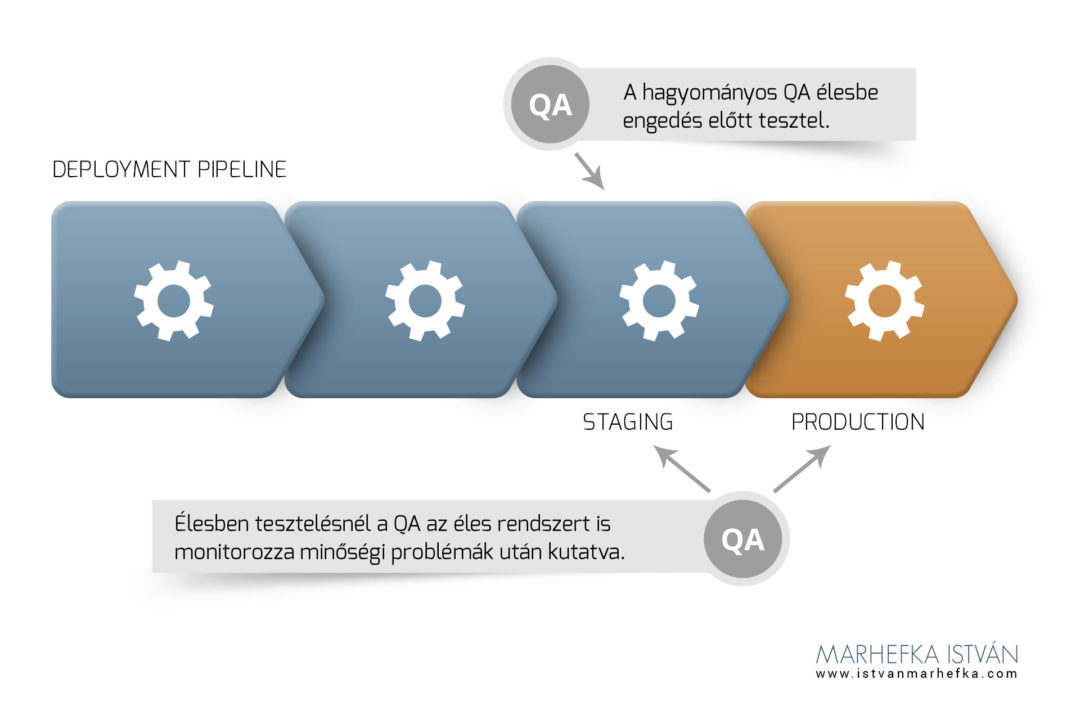 QA
A hagyományos QA élesbe
engedés előtt tesztel.
DEPLOYMENT PIPELINE
STAGING
PRODUCTION
Élesben tesztelésnél a QA az éles rendszert is
monitorozza minőségi problémák után kutatva.
QA
MARHEFKA ISTVÁN
www.istvanmarhefka.com